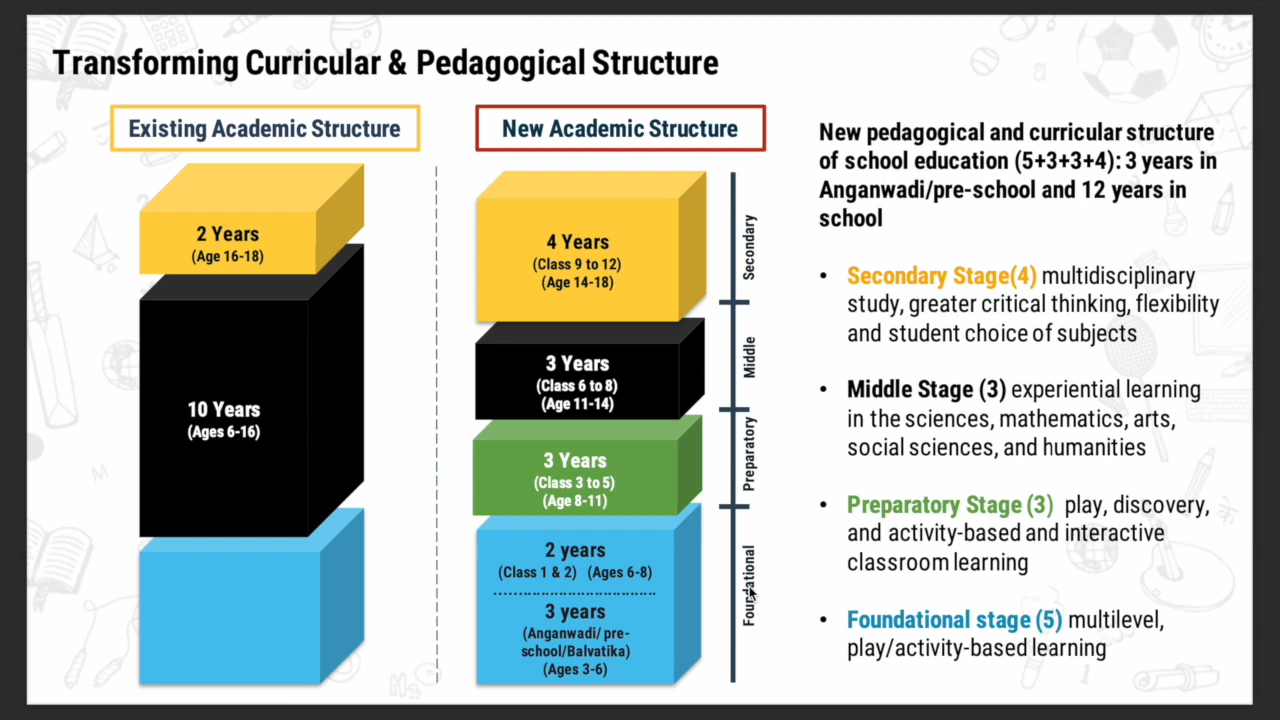 Transforming Curricular & Pedagogical Structure
Existing Academic Structure
2 Years
(Age 16-18)
10 Years
(Ages 6-16)
New Academic Structure
4 Years
(Class 9 to 12)
(Age 14-18)
3 Years
(Class 6 to 8)
(Age 11-14)
3 Years
(Class 3 to 5)
(Age 8-11)
2 years
(Class 1 & 2) (Ages 6-8)
3 years
(Anganwadi/ pre-
school/Balvatika)
(Ages 3-6)
Secondary
Middle
Preparatory
Foundational
New pedagogical and curricular structure
of school education (5+3+3+4): 3 years in
Anganwadi/pre-school and 12 years in
school
• Secondary Stage(4) multidisciplinary
study, greater critical thinking, flexibility
and student choice of subjects
• Middle Stage (3) experiential learning
in the sciences, mathematics, arts,
social sciences, and humanities
• Preparatory Stage (3) play, discovery,
and activity-based and interactive
classroom learning
• Foundational stage (5) multilevel,
play/activity-based learning
H₂O
M
1